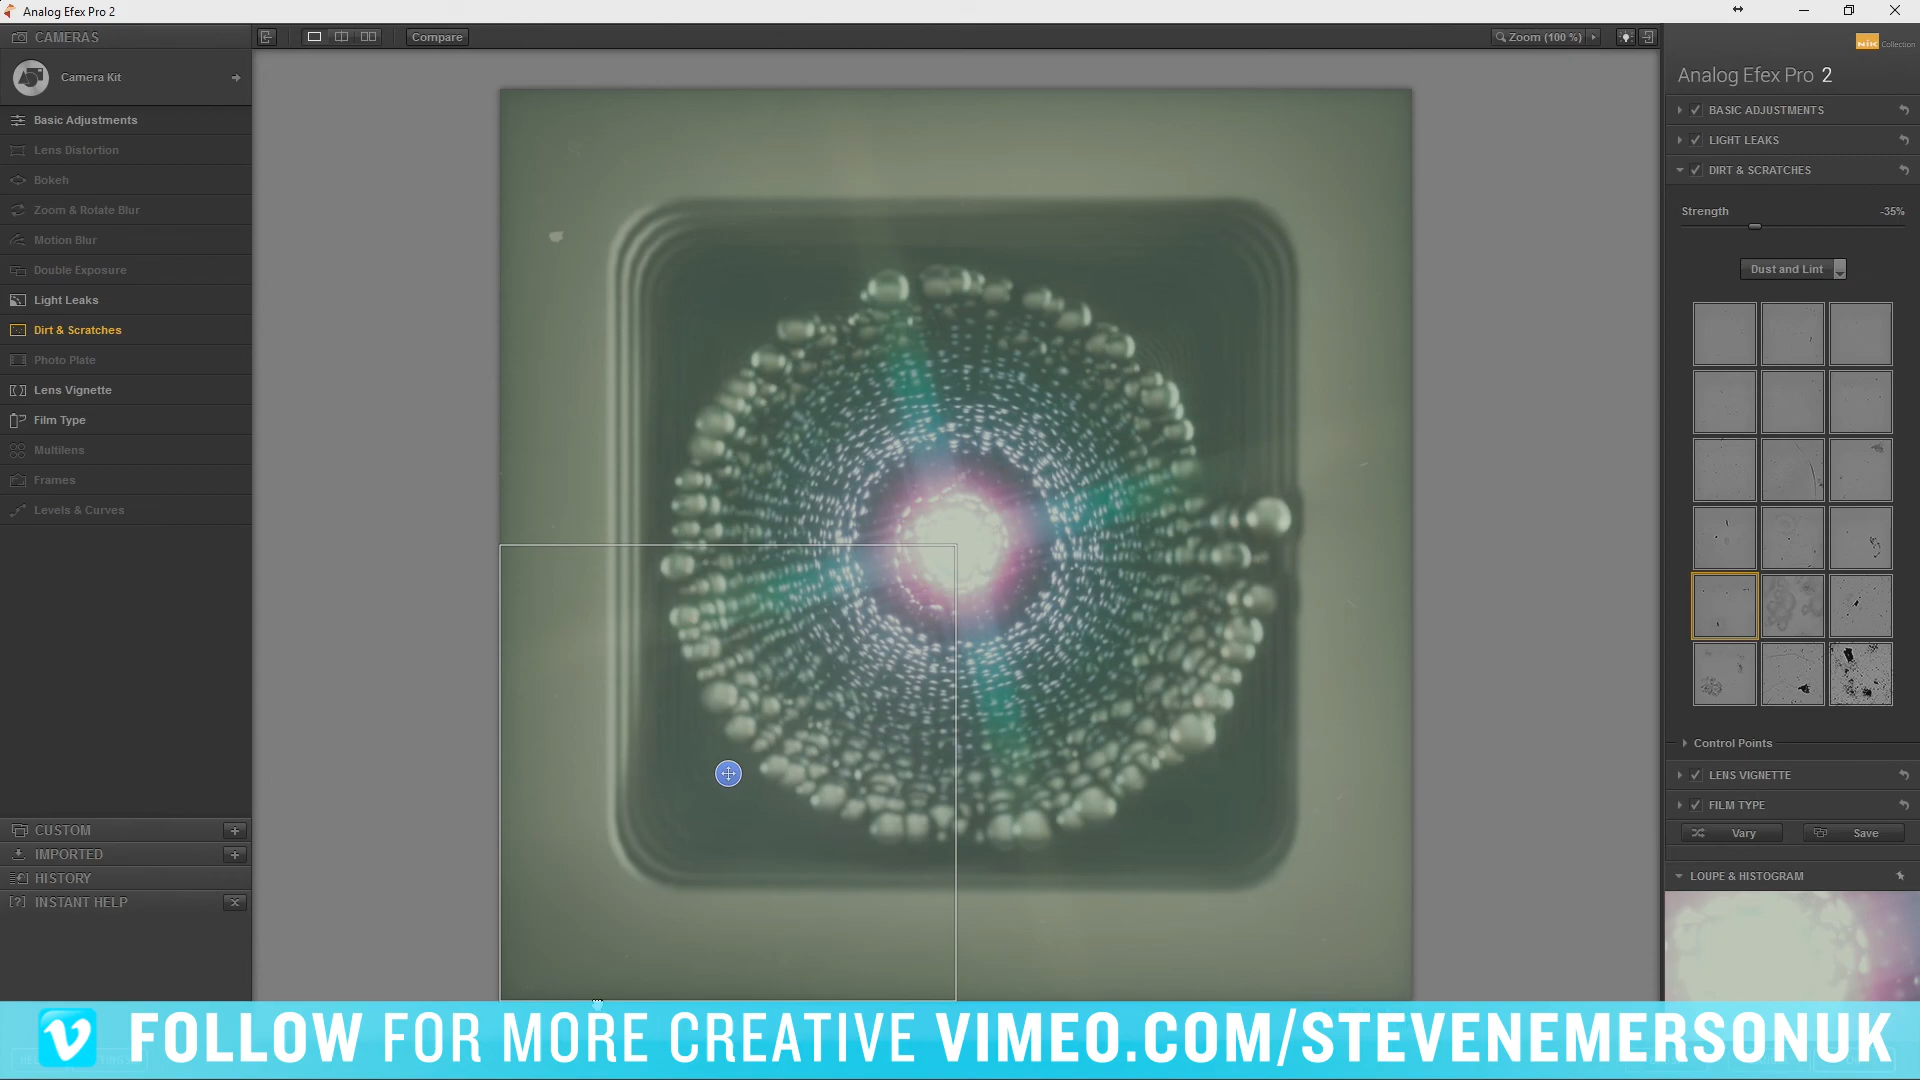 Analog Efex Pro 2
CAMERAS
Compare
Zoom (100 %)
Nik Collection
Camera Kit
Analog Efex Pro 2
Basic Adjustments
Lens Distortion
Bokeh
Zoom & Rotate Blur
Motion Blur
Double Exposure
Light Leaks
Dirt & Scratches
Photo Plate
Lens Vignette
Film Type
Multilens
Frames
Levels & Curves
CUSTOM
IMPORTED
HISTORY
[?] INSTANT HELP
BASIC ADJUSTMENTS
LIGHT LEAKS
DIRT & SCRATCHES
Strength -35%
Dust and Lint
Control Points
LENS VIGNETTE
FILM TYPE
Vary
Save
LOUPE & HISTOGRAM
FOLLOW FOR MORE CREATIVE VIMEO.COM/STEVENEMERSONUK